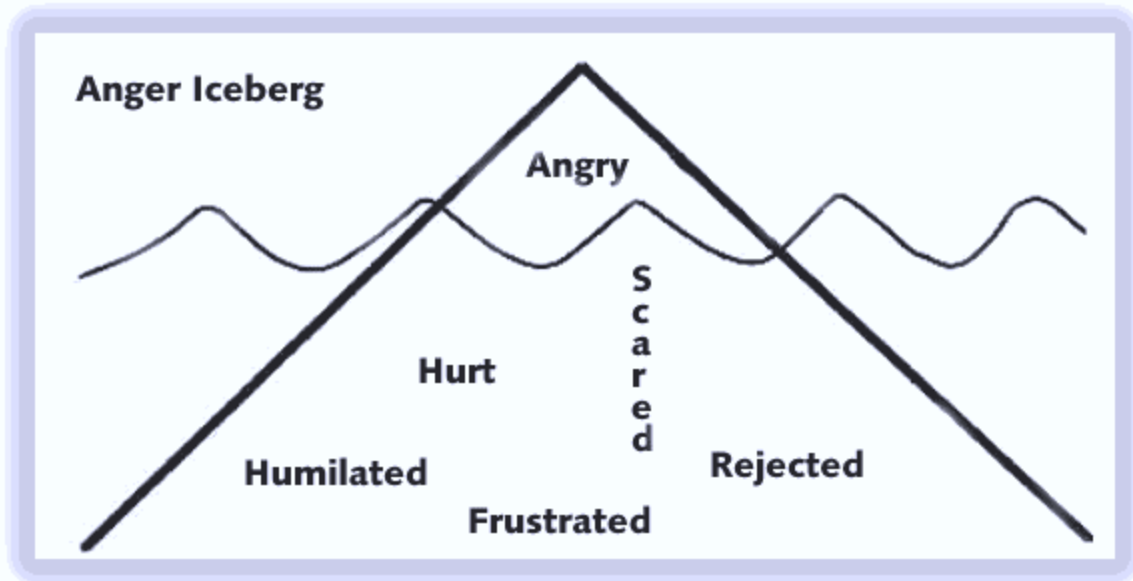 Anger Iceberg
Angry
Scared
Hurt
Rejected
Humilated
Frustrated